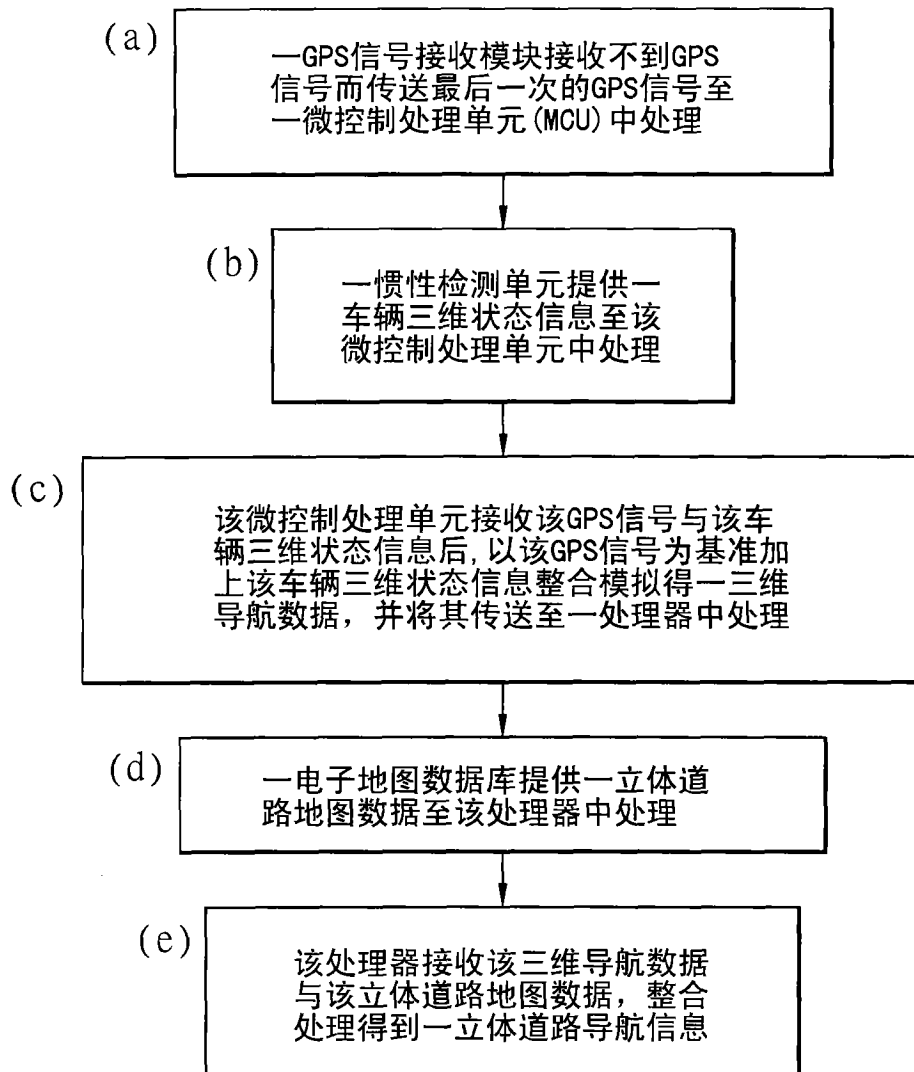 (a)
一GPS信号接收模块接收不到GPS
信号而传送最后一次的GPS信号至
一微控制处理单元(MCU)中处理
(b)
一惯性检测单元提供一
车辆三维状态信息至该
微控制处理单元中处理
(c)
该微控制处理单元接收该GPS信号与该车
辆三维状态信息后,以该GPS信号为基准加
上该车辆三维状态信息整合模拟得一三维
导航数据，并将其传送至一处理器中处理
(d)
一电子地图数据库提供一立体道
路地图数据至该处理器中处理
(e)
该处理器接收该三维导航数据
与该立体道路地图数据，整合
处理得到一立体道路导航信息